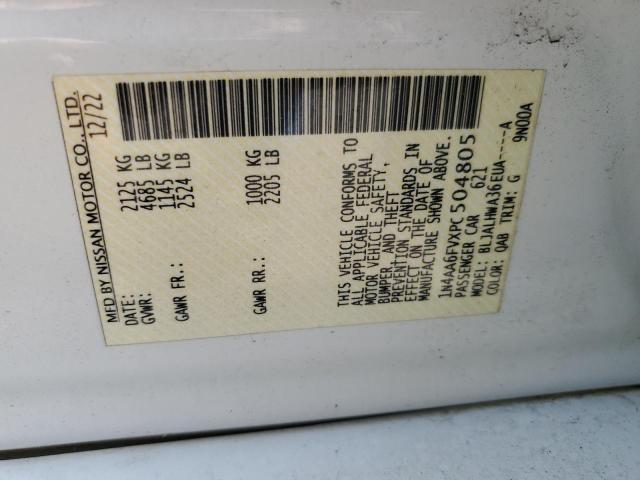 MFD BY NISSAN MOTOR CO., LTD.
DATE: 12/22
GVWR: 2125 KG
4685 LB
GAWR FR.: 1145 KG
2524 LB
GAWR RR.: 1000 KG
2205 LB
THIS VEHICLE CONFORMS TO
ALL APPLICABLE FEDERAL
MOTOR VEHICLE SAFETY,
BUMPER, AND THEFT
PREVENTION STANDARDS IN
EFFECT ON THE DATE OF
MANUFACTURE SHOWN ABOVE.
1N4AA6FVXPC504805
PASSENGER CAR 621
MODEL: BLJALHWA36EUA----A
COLOR: QAB TRIM: G 9N00A